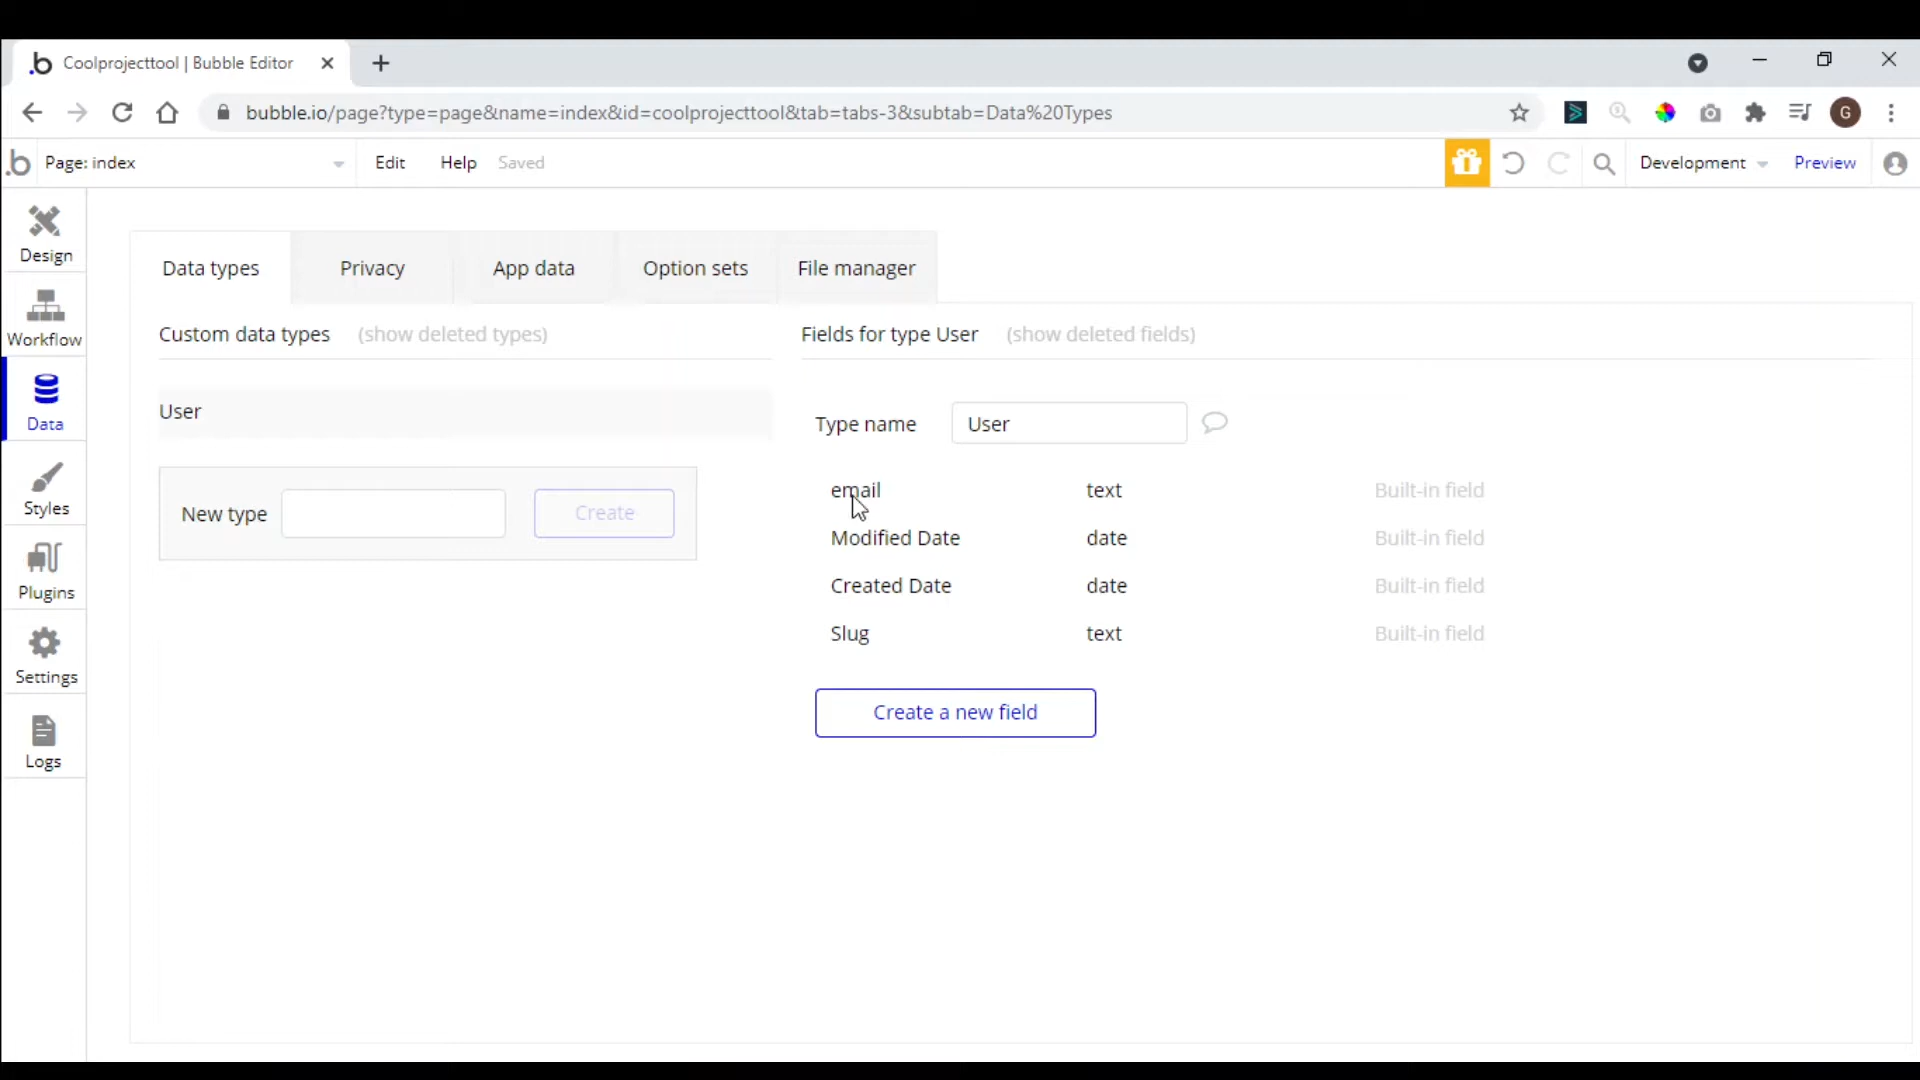 Coolprojecttool | Bubble Editor
bubble.io/page?type=page&name=index&id=coolprojecttool&tab=tabs-3&subtab=Data%20Types
G
Page: index
Edit
Help
Saved
Development
Preview
Design
Workflow
Data
Styles
Plugins
Settings
Logs
Data types
Privacy
App data
Option sets
File manager
Custom data types (show deleted types)
User
New type
Create
Fields for type User (show deleted fields)
Type name User
email text Built-in field
Modified Date date Built-in field
Created Date date Built-in field
Slug text Built-in field
Create a new field